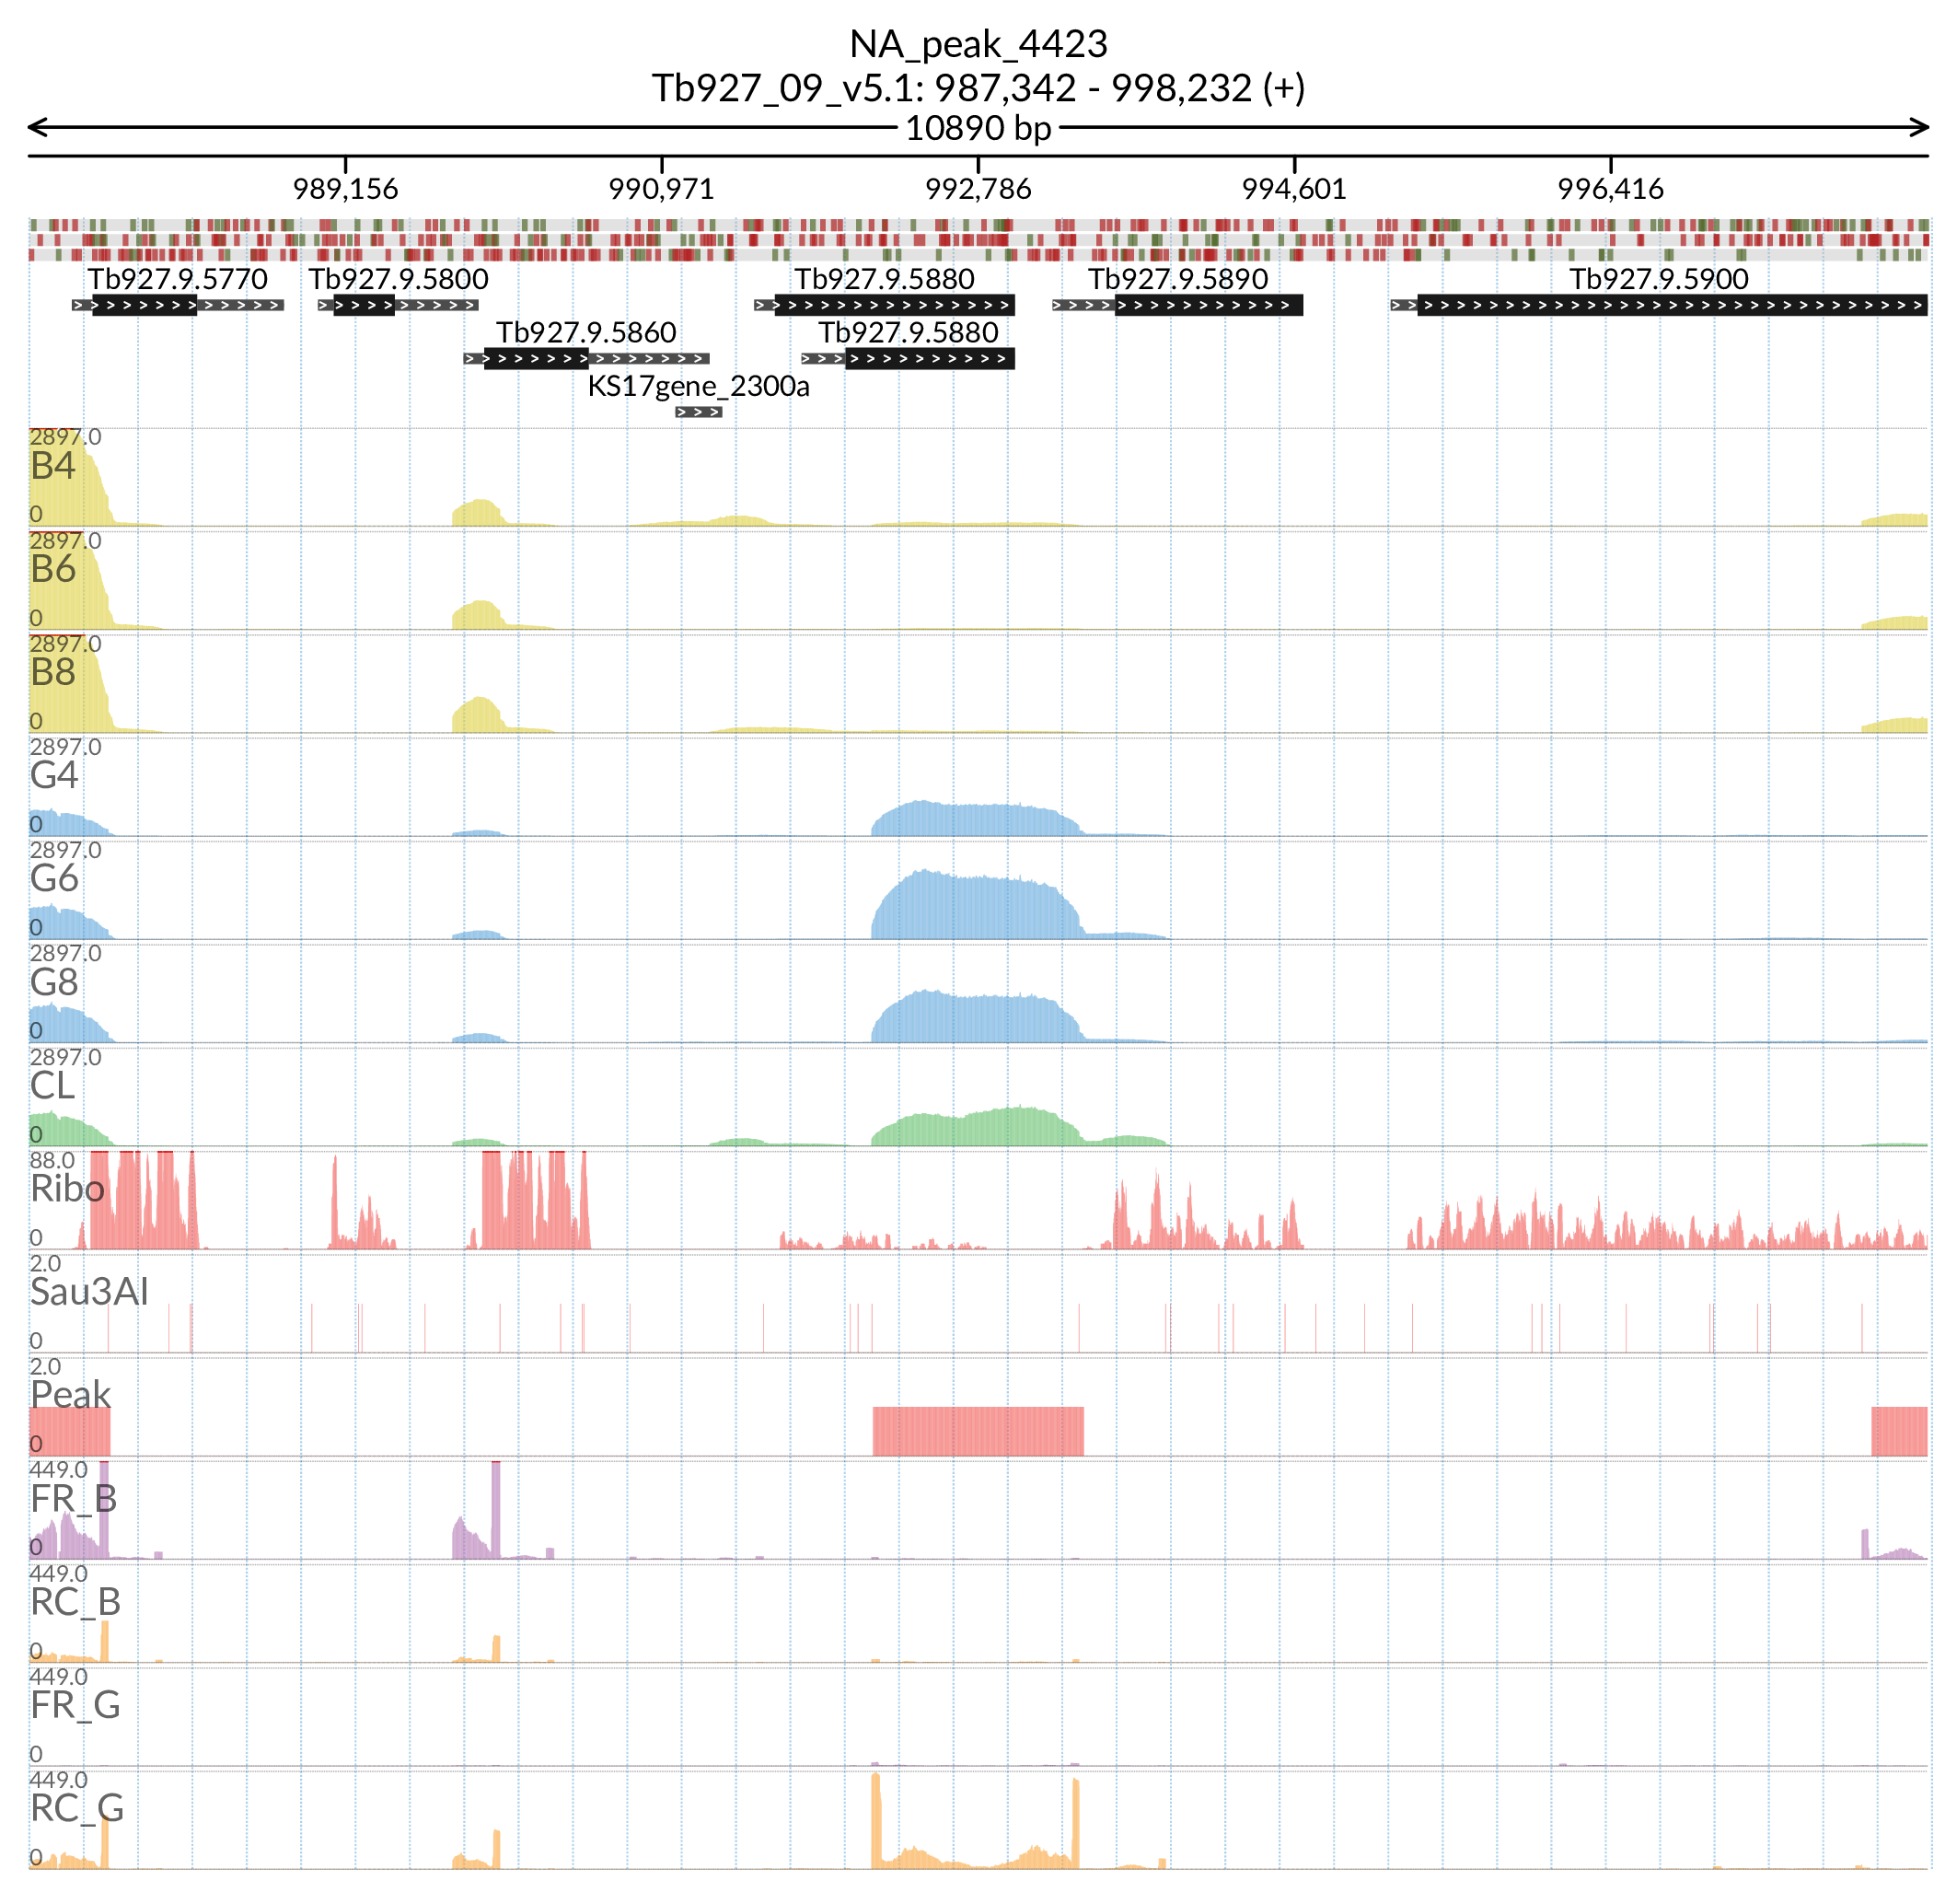 NA_peak_4423
Tb927_09_v5.1: 987,342 - 998,232 (+)
10890 bp
989,156 990,971 992,786 994,601 996,416
Tb927.9.5770 Tb927.9.5800 Tb927.9.5880 Tb927.9.5890 Tb927.9.5900
Tb927.9.5860 Tb927.9.5880
KS17gene_2300a
2897.0
B4
0
2897.0
B6
0
2897.0
B8
0
2897.0
G4
0
2897.0
G6
0
2897.0
G8
0
2897.0
CL
0
88.0
Ribo
0
2.0
Sau3AI
0
2.0
Peak
0
449.0
FR_B
0
449.0
RC_B
0
449.0
FR_G
0
449.0
RC_G
0